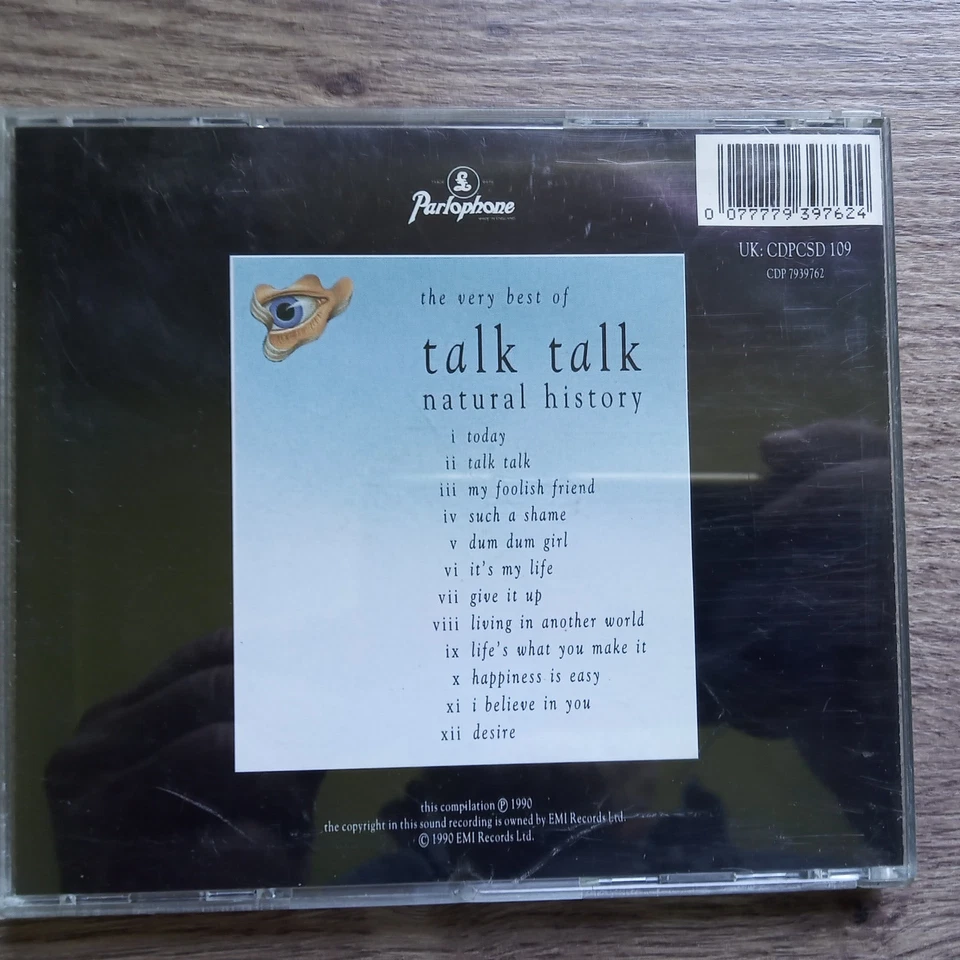 £
Parlophone
0 077779 397624
UK: CDPCSD 109
CDP 7939762
the very best of
talk talk
natural history
i today
ii talk talk
iii my foolish friend
iv such a shame
v dum dum girl
vi it's my life
vii give it up
viii living in another world
ix life's what you make it
x happiness is easy
xi i believe in you
xii desire
this compilation ℗ 1990
the copyright in this sound recording is owned by EMI Records Ltd.
© 1990 EMI Records Ltd.